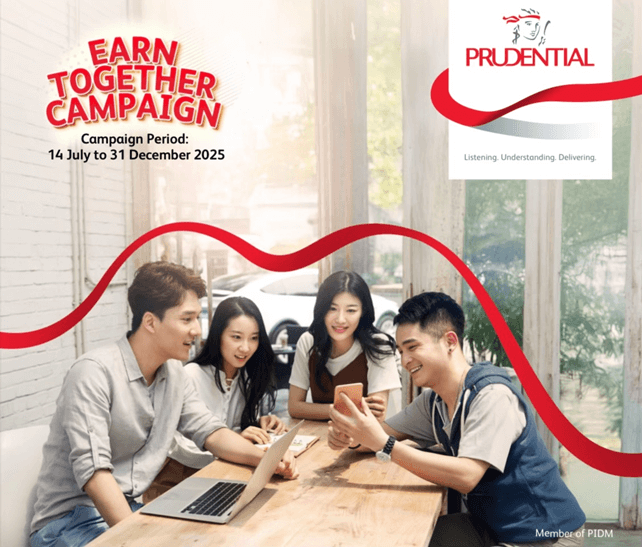 EARN
TOGETHER
CAMPAIGN
Campaign Period:
14 July to 31 December 2025
PRUDENTIAL
Listening. Understanding. Delivering.
Member of PIDM